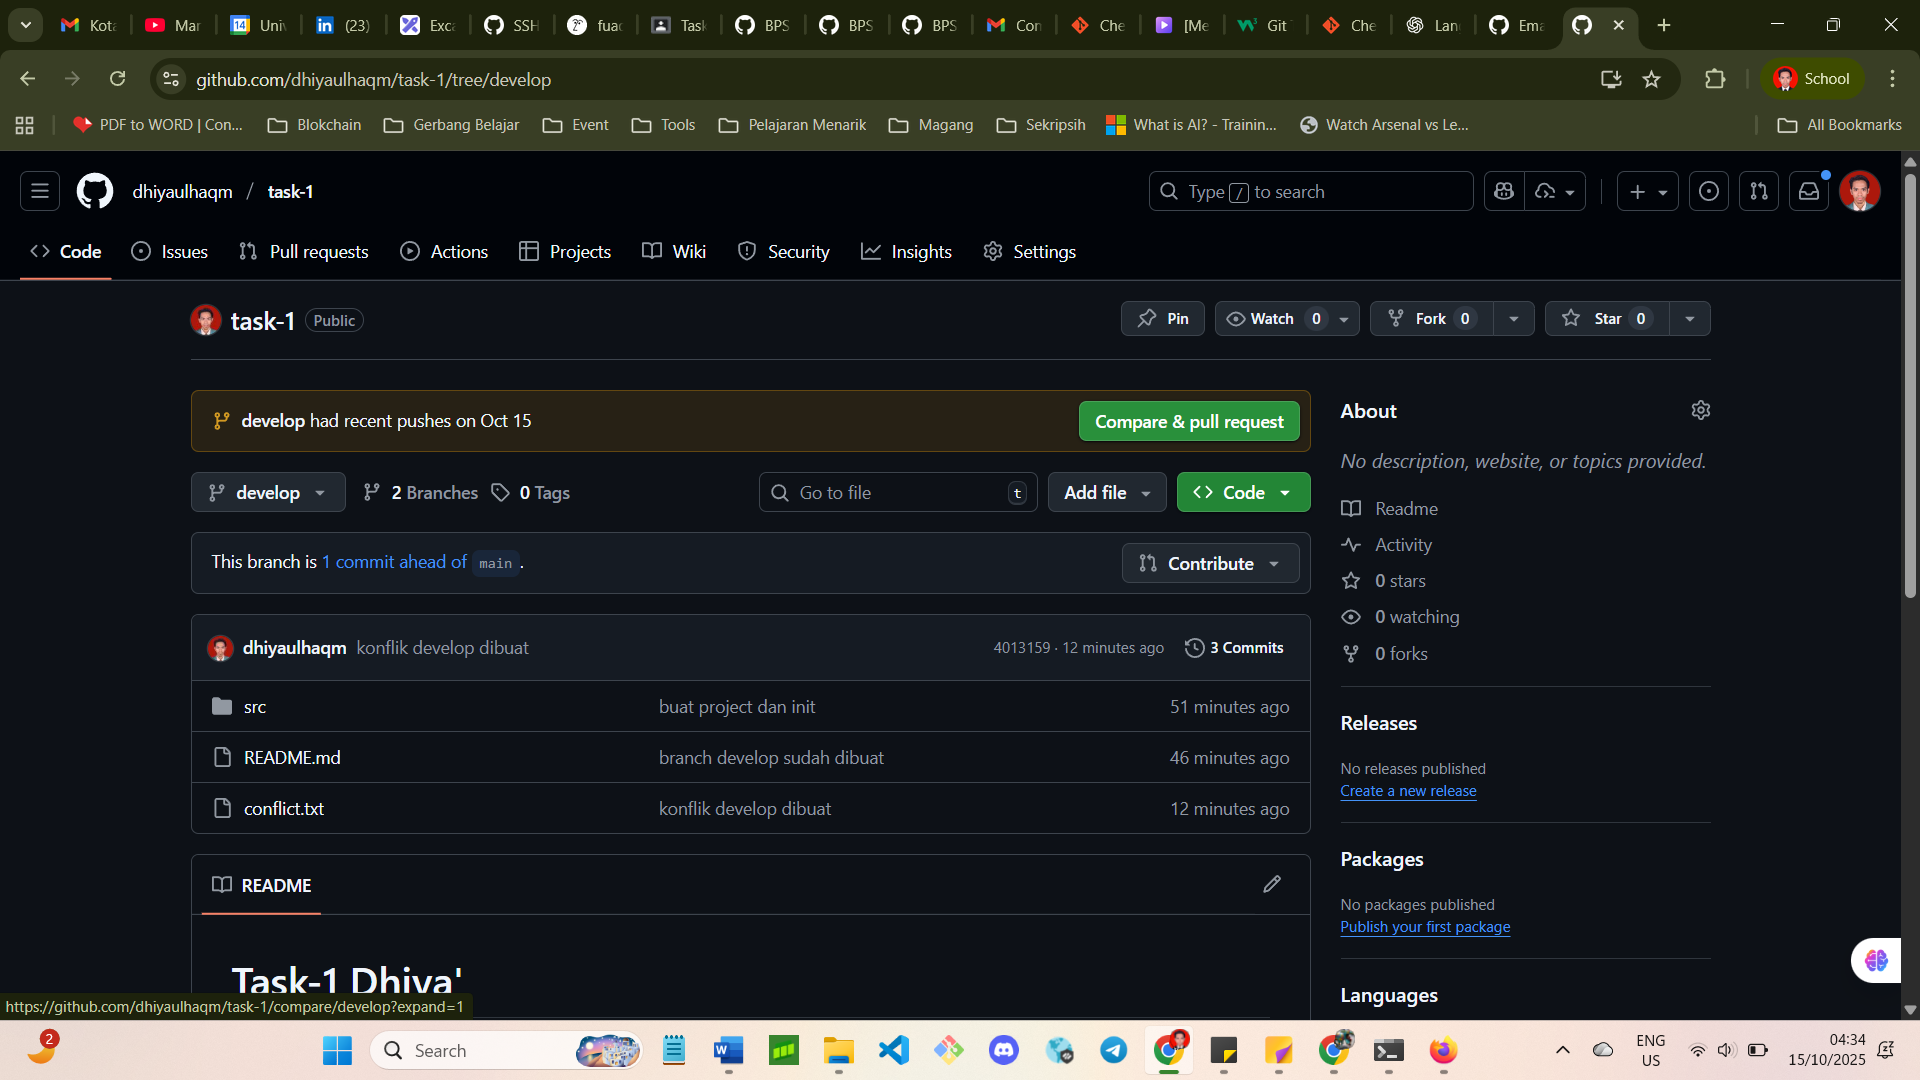 Kota
Mar
Univ
(23)
Exca
SSH
fuad
Task
BPS
BPS
BPS
Con
Che
[Me
Git
Che
Lan
Ema
github.com/dhiyaulhaqm/task-1/tree/develop
School
PDF to WORD | Con...
Blokchain
Gerbang Belajar
Event
Tools
Pelajaran Menarik
Magang
Sekripsih
What is AI? - Trainin...
Watch Arsenal vs Le...
All Bookmarks
dhiyaulhaqm / task-1
Type / to search
Code
Issues
Pull requests
Actions
Projects
Wiki
Security
Insights
Settings
task-1 Public
Pin
Watch 0
Fork 0
Star 0
develop had recent pushes on Oct 15
Compare & pull request
develop
2 Branches
0 Tags
Go to file t
Add file
Code
This branch is 1 commit ahead of main .
Contribute
dhiyaulhaqm konflik develop dibuat
4013159 · 12 minutes ago
3 Commits
src buat project dan init 51 minutes ago
README.md branch develop sudah dibuat 46 minutes ago
conflict.txt konflik develop dibuat 12 minutes ago
README
Task-1 Dhiya'
About
No description, website, or topics provided.
Readme
Activity
0 stars
0 watching
0 forks
Releases
No releases published
Create a new release
Packages
No packages published
Publish your first package
Languages
https://github.com/dhiyaulhaqm/task-1/compare/develop?expand=1
2
Search
ENG
US
04:34
15/10/2025